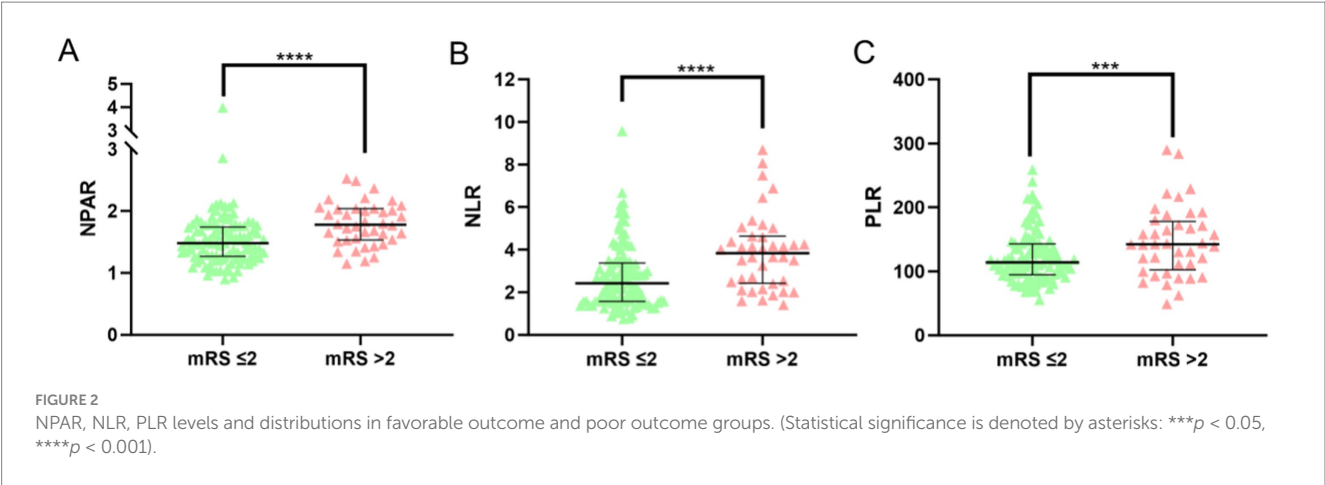 A
****
NPAR
5
4
3
3
2
1
0
mRS ≤2
mRS >2
B
****
NLR
12
10
8
6
4
2
0
mRS ≤2
mRS >2
C
***
PLR
400
300
200
100
0
mRS ≤2
mRS >2
FIGURE 2
NPAR, NLR, PLR levels and distributions in favorable outcome and poor outcome groups. (Statistical significance is denoted by asterisks: ***p < 0.05,
****p < 0.001).